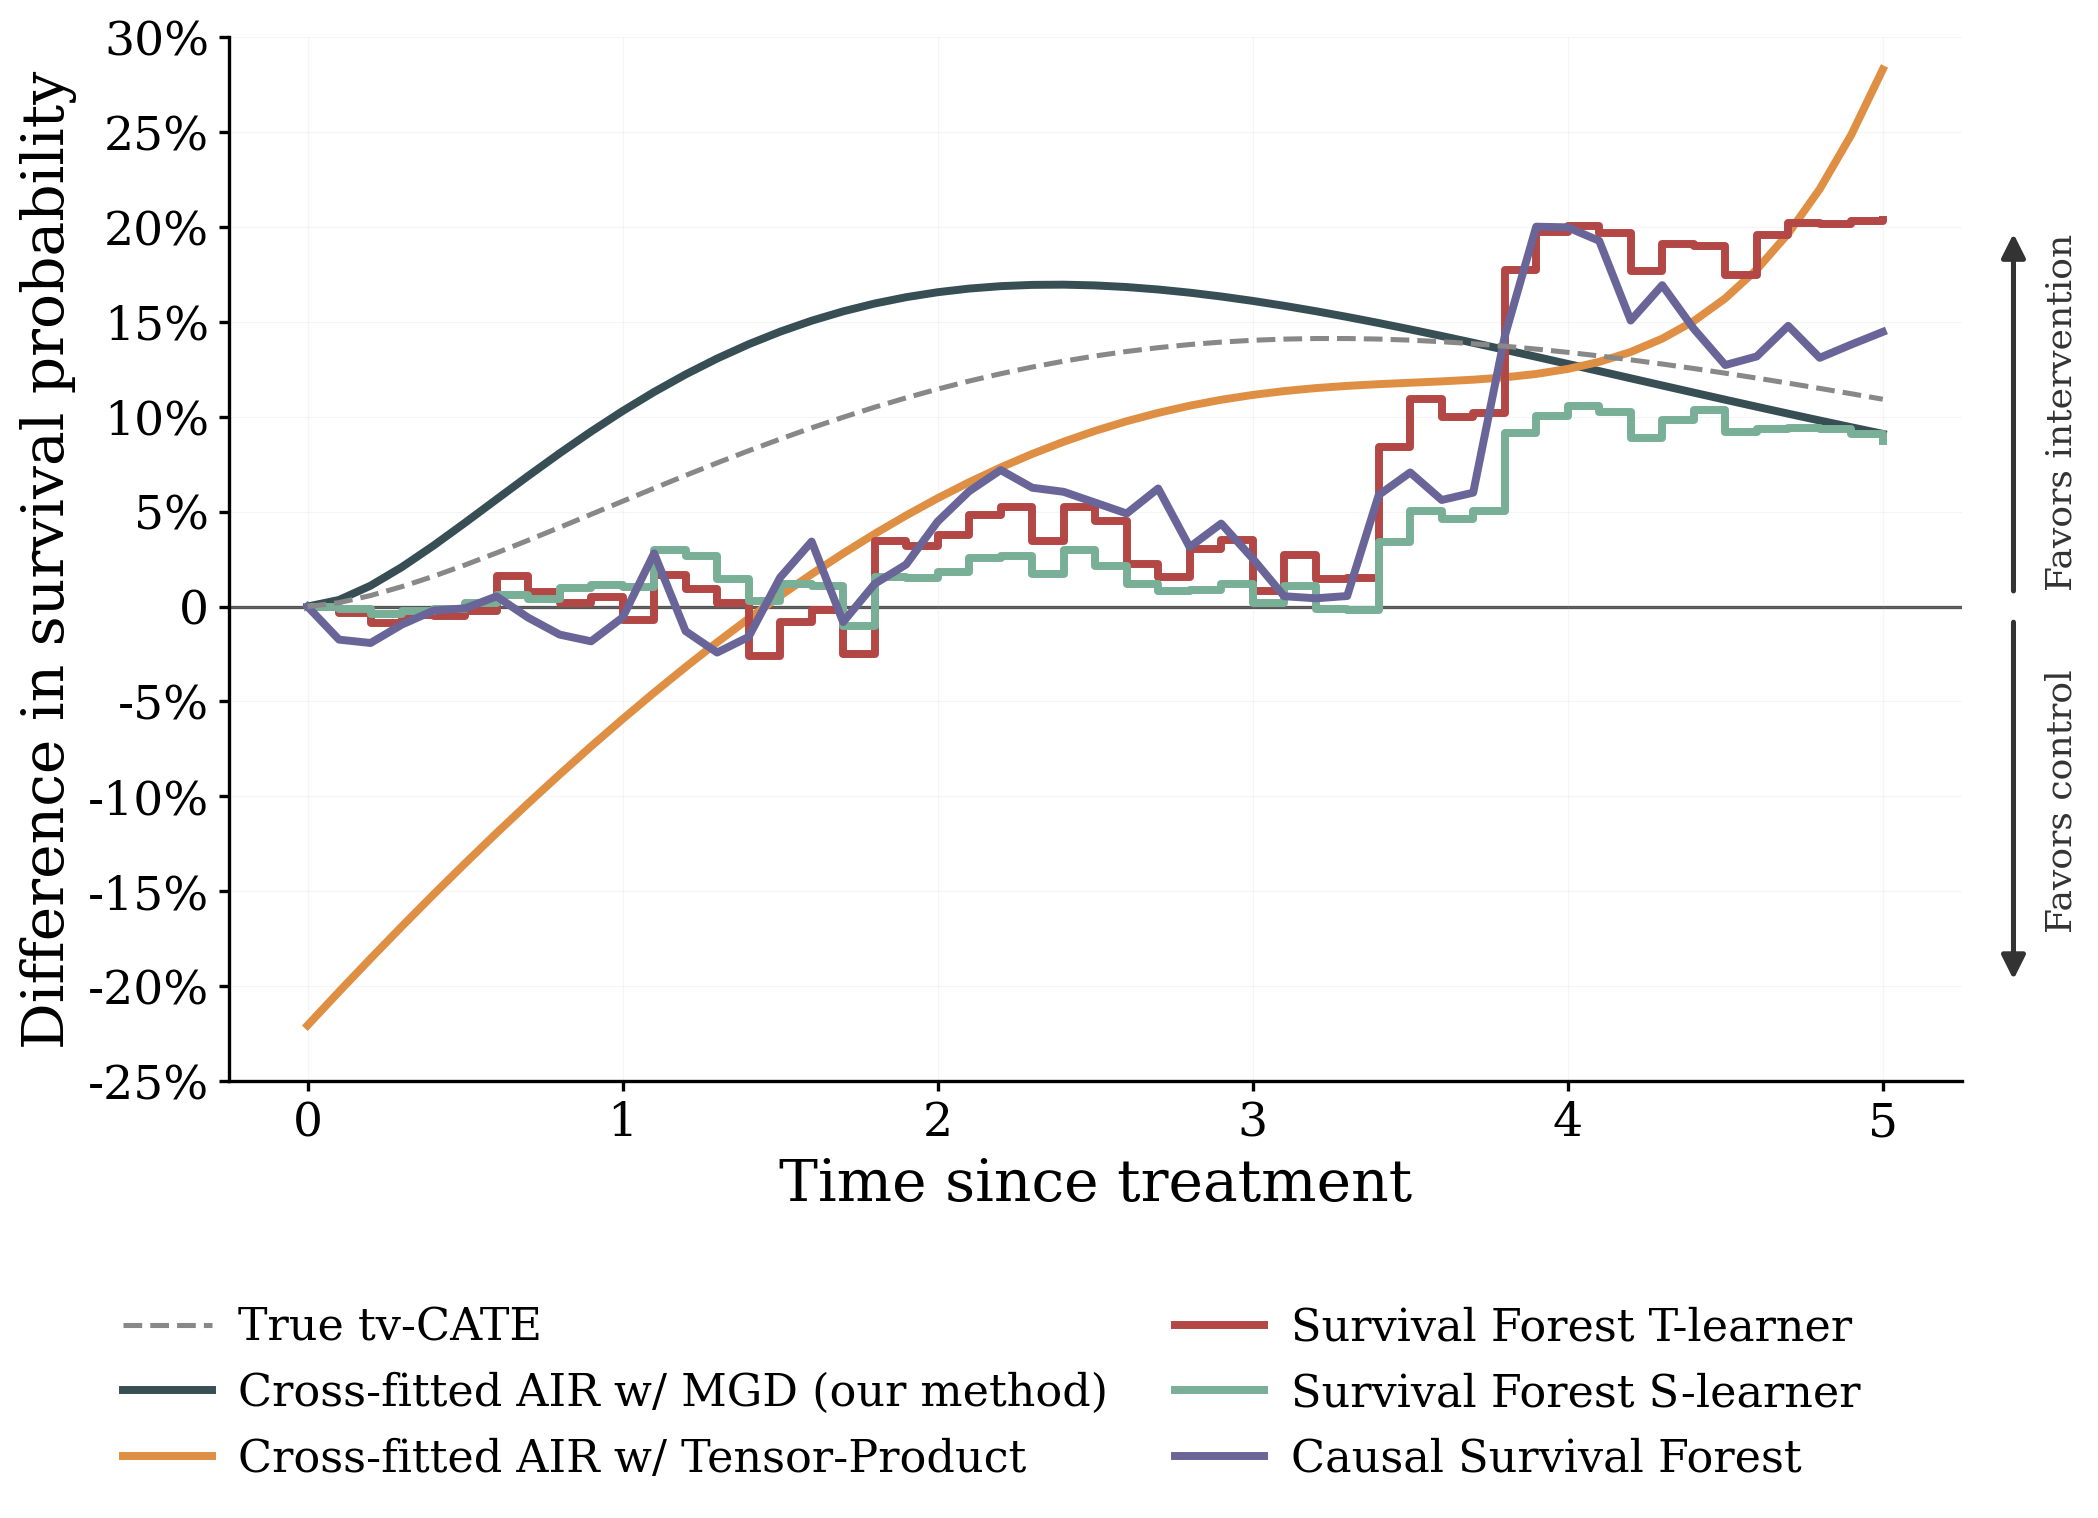 Difference in survival probability
30%
25%
20%
15%
10%
5%
0
-5%
-10%
-15%
-20%
-25%
0 1 2 3 4 5
Time since treatment
Favors intervention
Favors control
True tv-CATE
Cross-fitted AIR w/ MGD (our method)
Cross-fitted AIR w/ Tensor-Product
Survival Forest T-learner
Survival Forest S-learner
Causal Survival Forest